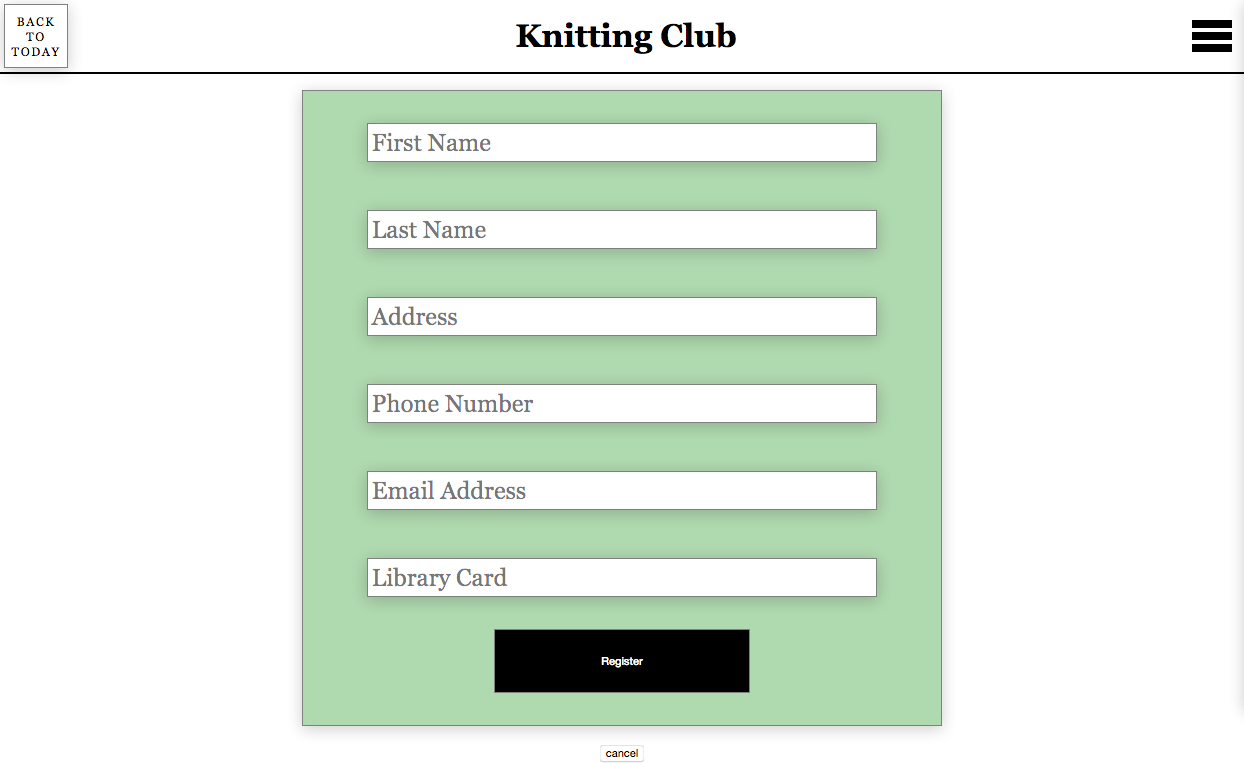 BACK
TO
TODAY
Knitting Club
First Name
Last Name
Address
Phone Number
Email Address
Library Card
Register
cancel